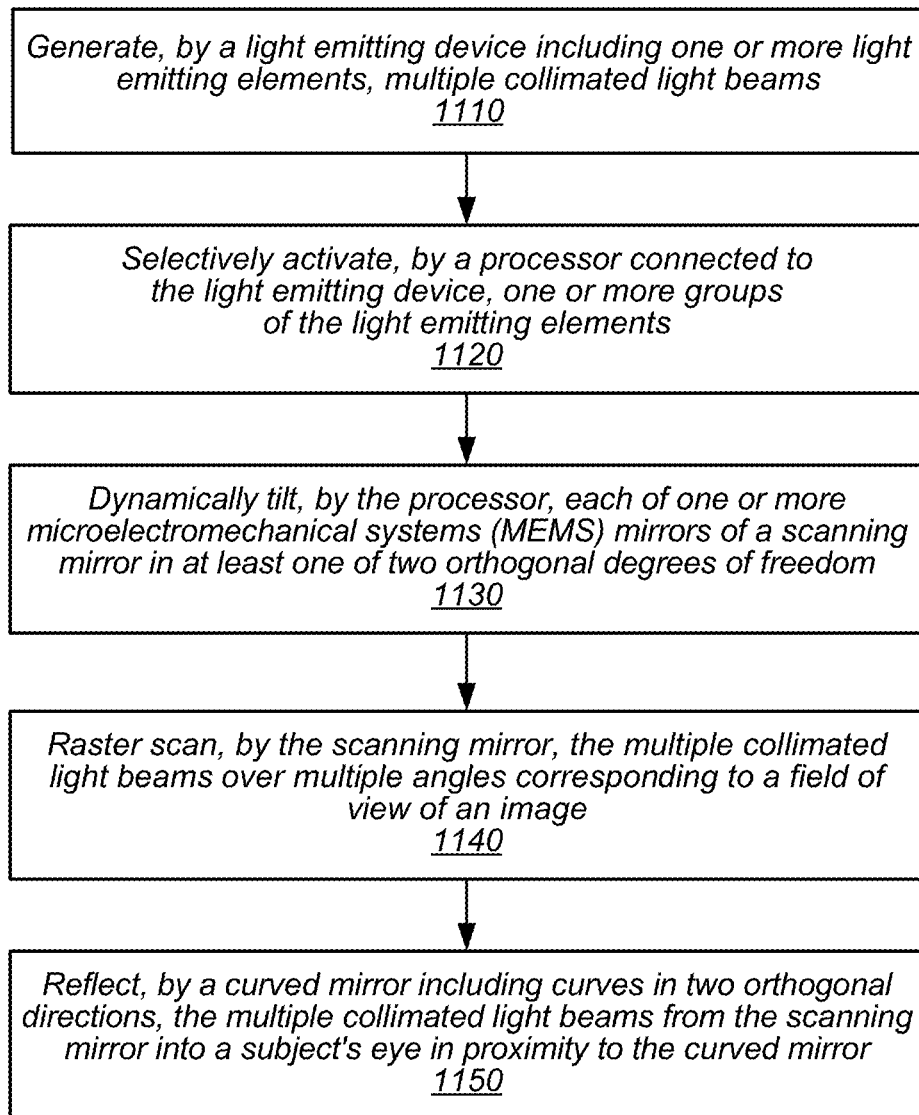 Generate, by a light emitting device including one or more light
emitting elements, multiple collimated light beams
1110
Selectively activate, by a processor connected to
the light emitting device, one or more groups
of the light emitting elements
1120
Dynamically tilt, by the processor, each of one or more
microelectromechanical systems (MEMS) mirrors of a scanning
mirror in at least one of two orthogonal degrees of freedom
1130
Raster scan, by the scanning mirror, the multiple collimated
light beams over multiple angles corresponding to a field of
view of an image
1140
Reflect, by a curved mirror including curves in two orthogonal
directions, the multiple collimated light beams from the scanning
mirror into a subject's eye in proximity to the curved mirror
1150